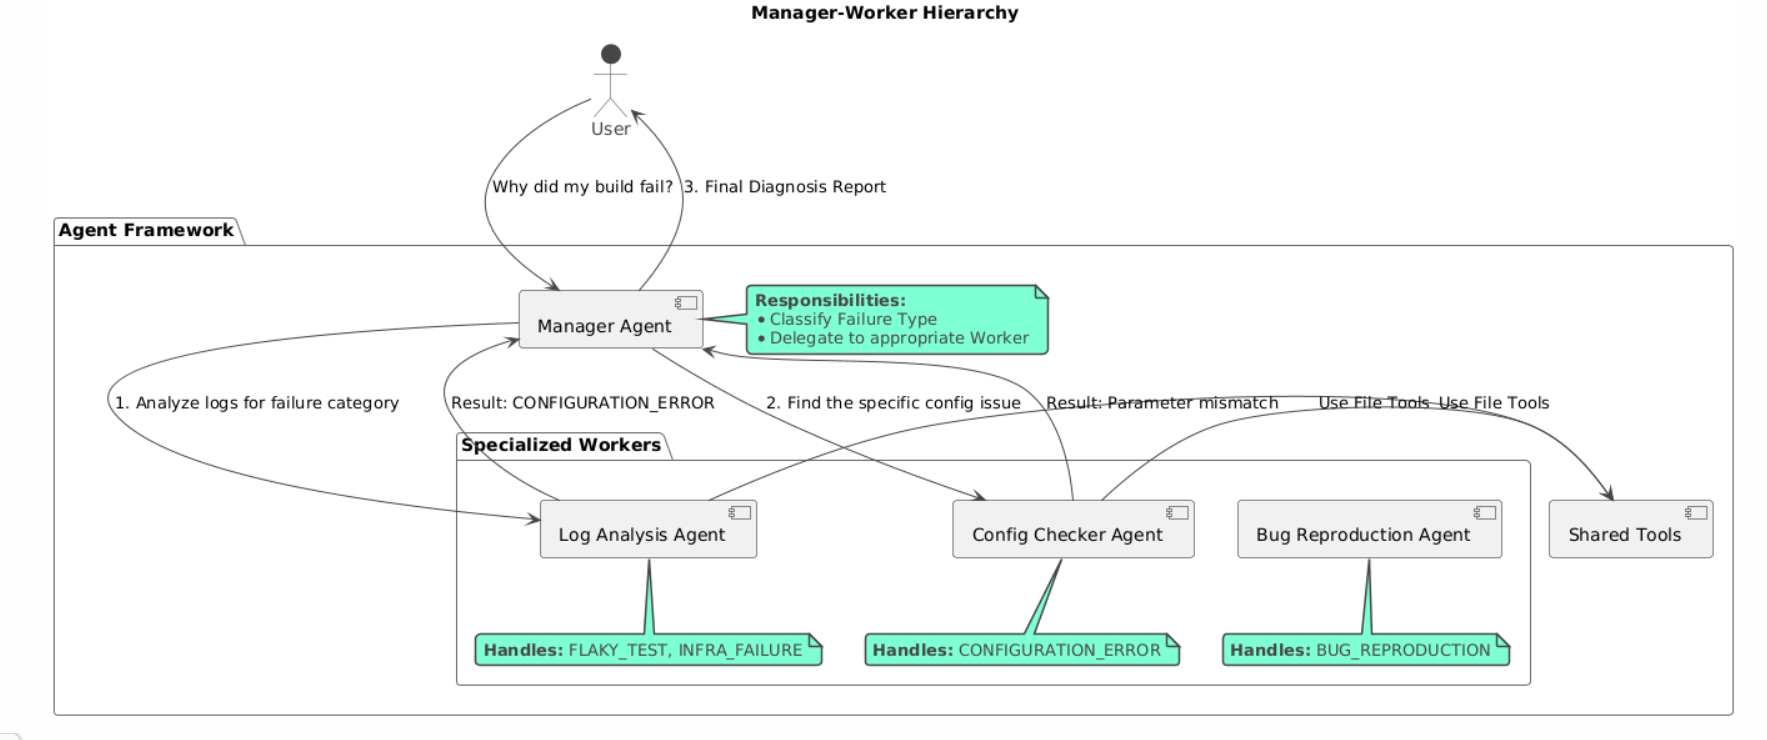 Manager-Worker Hierarchy
User
Why did my build fail?
3. Final Diagnosis Report
Agent Framework
Manager Agent
Responsibilities:
• Classify Failure Type
• Delegate to appropriate Worker
1. Analyze logs for failure category
Result: CONFIGURATION_ERROR
2. Find the specific config issue
Result: Parameter mismatch
Use File Tools
Use File Tools
Specialized Workers
Log Analysis Agent
Config Checker Agent
Bug Reproduction Agent
Shared Tools
Handles: FLAKY_TEST, INFRA_FAILURE
Handles: CONFIGURATION_ERROR
Handles: BUG_REPRODUCTION